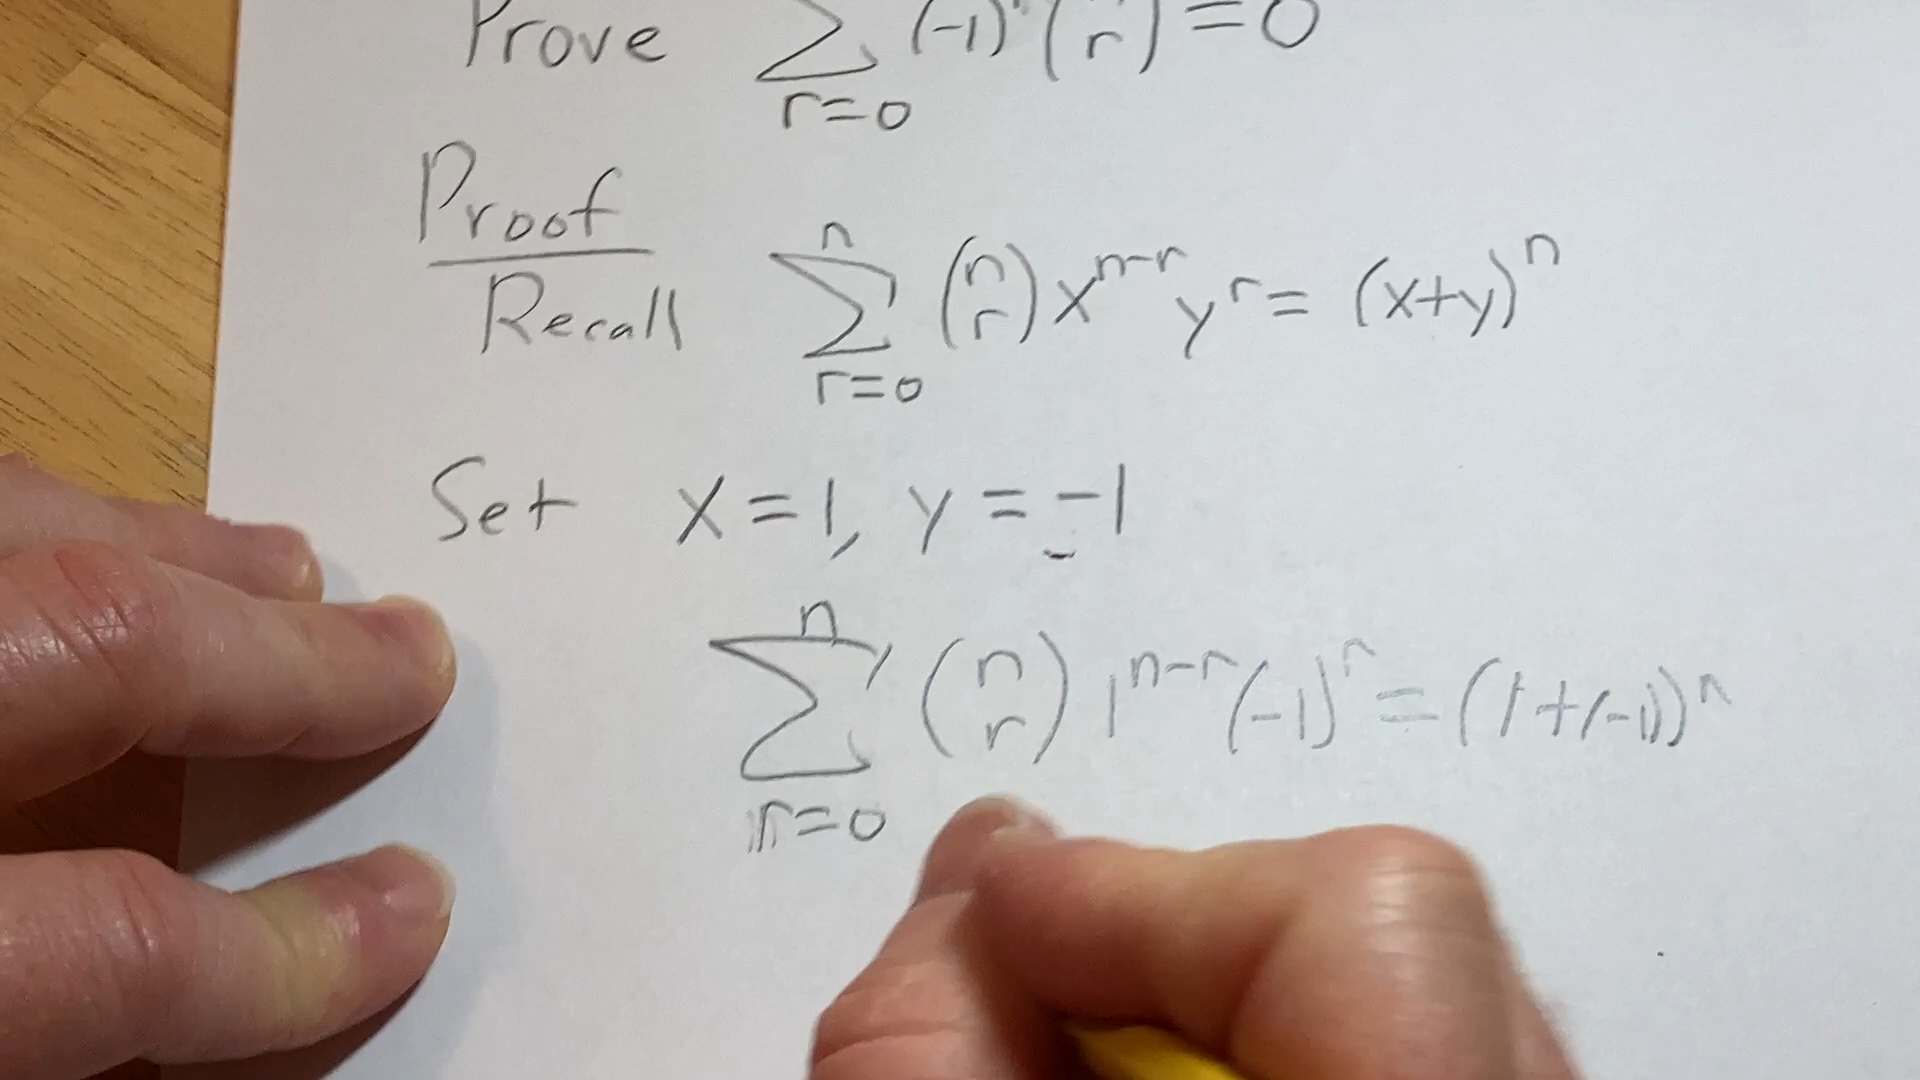 Prove ∑ r=0 (-1)^r (r) = 0
Proof
Recall ∑_{r=0}^{n} (n r) x^{n-r} y^r = (x+y)^n
Set x=1, y=-1
∑_{r=0}^{n} (n r) 1^{n-r} (-1)^r = (1+(-1))^n